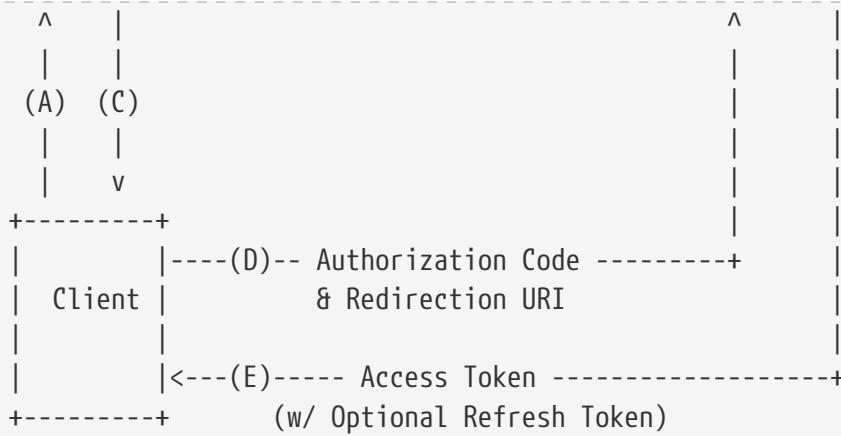 ^      |                                           ^       |
|      |                                           |       |
(A)  (C)                                           |       |
|      |                                           |       |
|      v                                           |       |
+---------+                                        |       |
|         |----(D)-- Authorization Code ---------+       |
|  Client |          & Redirection URI                  |
|         |                                             |
|         |<---(E)----- Access Token -------------------+
+---------+       (w/ Optional Refresh Token)